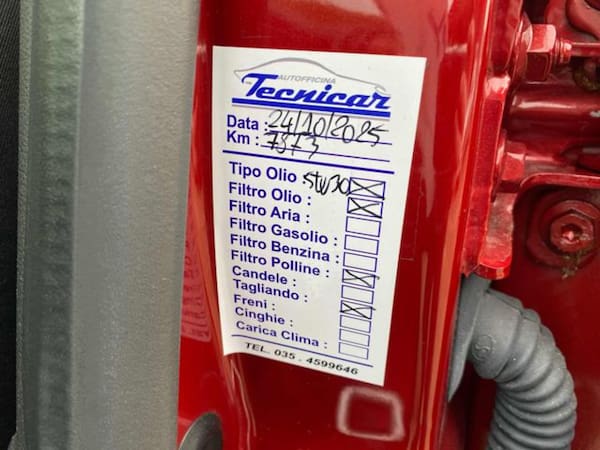 AUTOFFICINA
Tecnicar
Data : 24/10/2025
Km : 7573
Tipo Olio : 5W30
Filtro Olio :
Filtro Aria :
Filtro Gasolio :
Filtro Benzina :
Filtro Polline :
Candele :
Tagliando :
Freni :
Cinghie :
Carica Clima :
TEL. 035 . 4599646